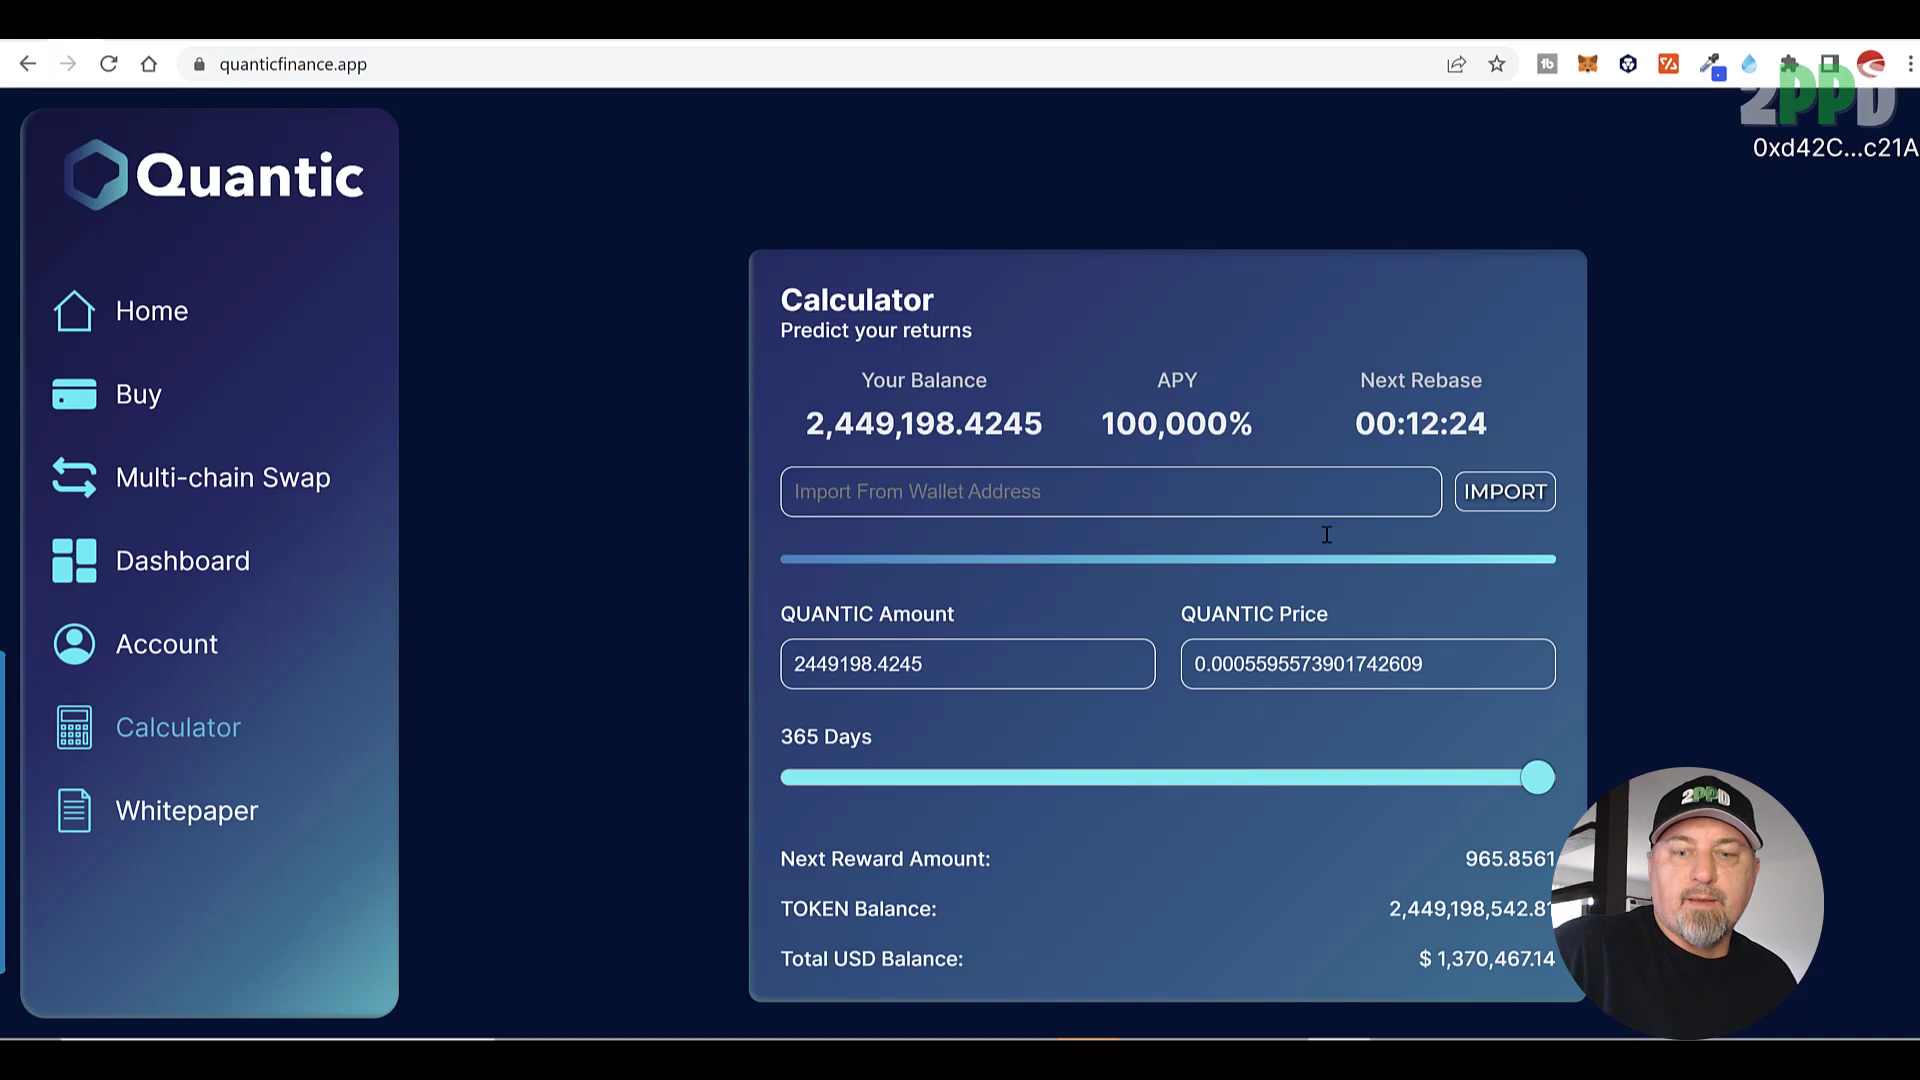 quanticfinance.app
2PPD
0xd42C...c21A
Quantic
Home
Buy
Multi-chain Swap
Dashboard
Account
Calculator
Whitepaper
Calculator
Predict your returns
Your Balance APY Next Rebase
2,449,198.4245 100,000% 00:12:24
Import From Wallet Address IMPORT
QUANTIC Amount QUANTIC Price
2449198.4245 0.0005595573901742609
365 Days
Next Reward Amount: 965.8561
TOKEN Balance:
Total USD Balance: $ 1,370,467.14
2PPD